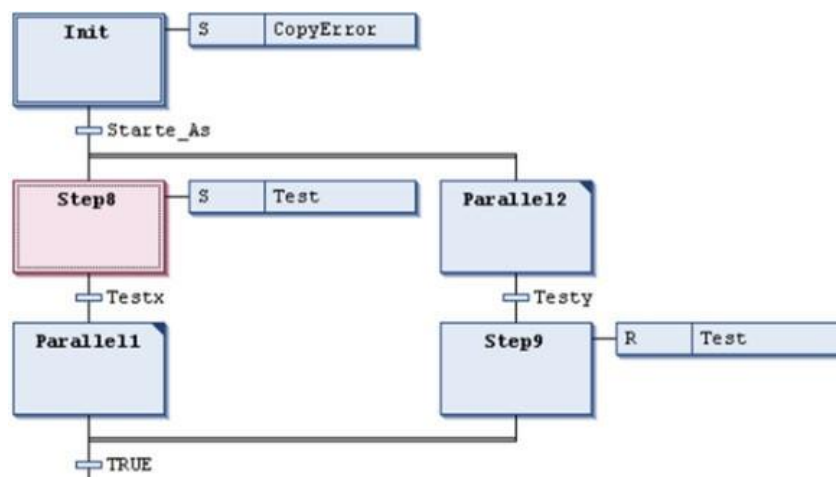 Init S CopyError
Starte_As
Step8 S Test Parallel2
Testx Testy
Parallel1 Step9 R Test
TRUE